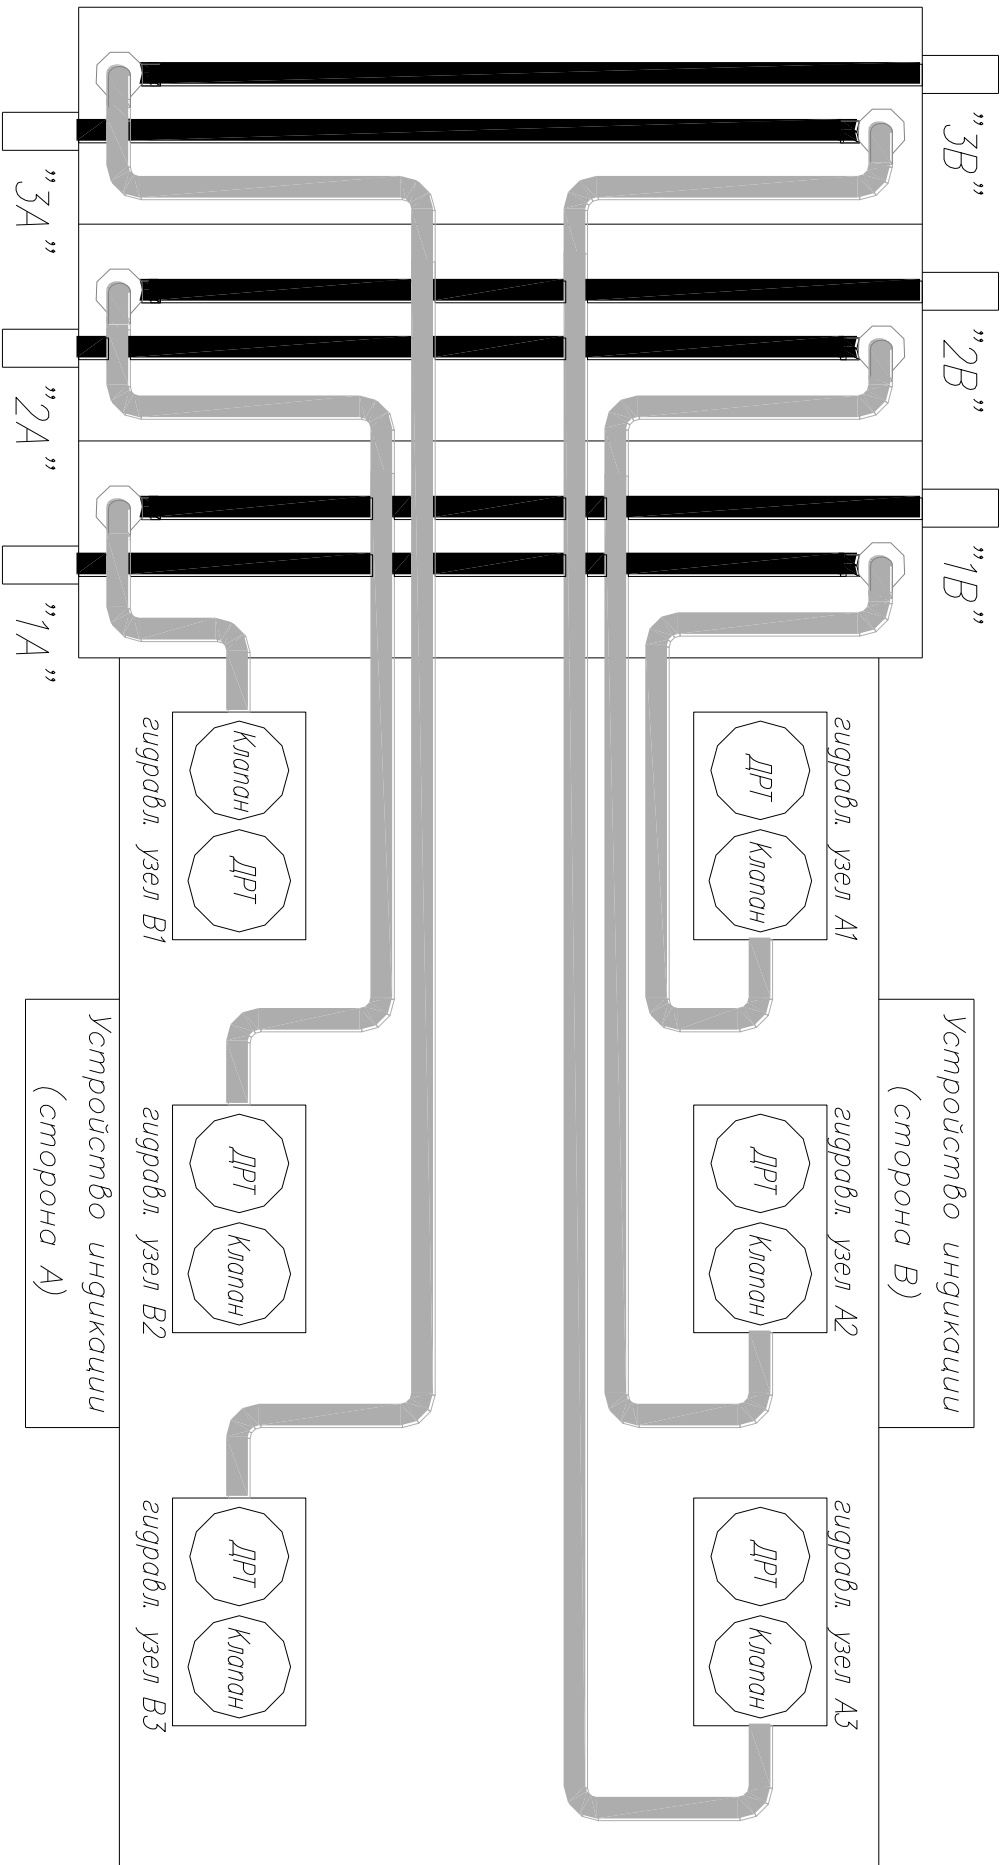 "3B"
"2B"
"1B"
"3A"
"2A"
"1A"
гидравл. узел А1
ДРТ
Клапан
гидравл. узел А2
ДРТ
Клапан
гидравл. узел А3
ДРТ
Клапан
Устройство индикации
(сторона В)
Клапан
ДРТ
гидравл. узел В1
ДРТ
Клапан
гидравл. узел В2
ДРТ
Клапан
гидравл. узел В3
Устройство индикации
(сторона А)